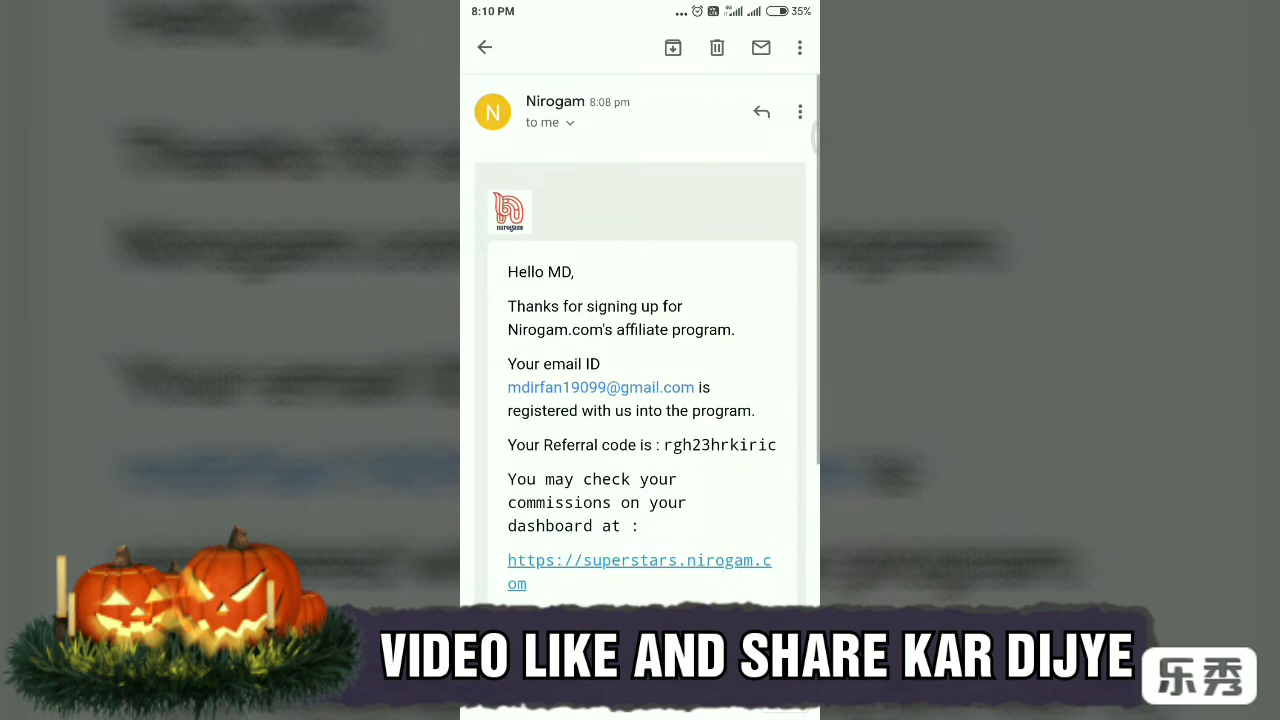 8:10 PM
35%
N
Nirogam 8:08 pm
to me
nirogam
Hello MD,
Thanks for signing up for
Nirogam.com's affiliate program.
Your email ID
mdirfan19099@gmail.com is
registered with us into the program.
Your Referral code is : rgh23hrkiric
You may check your
commissions on your
dashboard at :
https://superstars.nirogam.c
om
VIDEO LIKE AND SHARE KAR DIJYE
乐秀